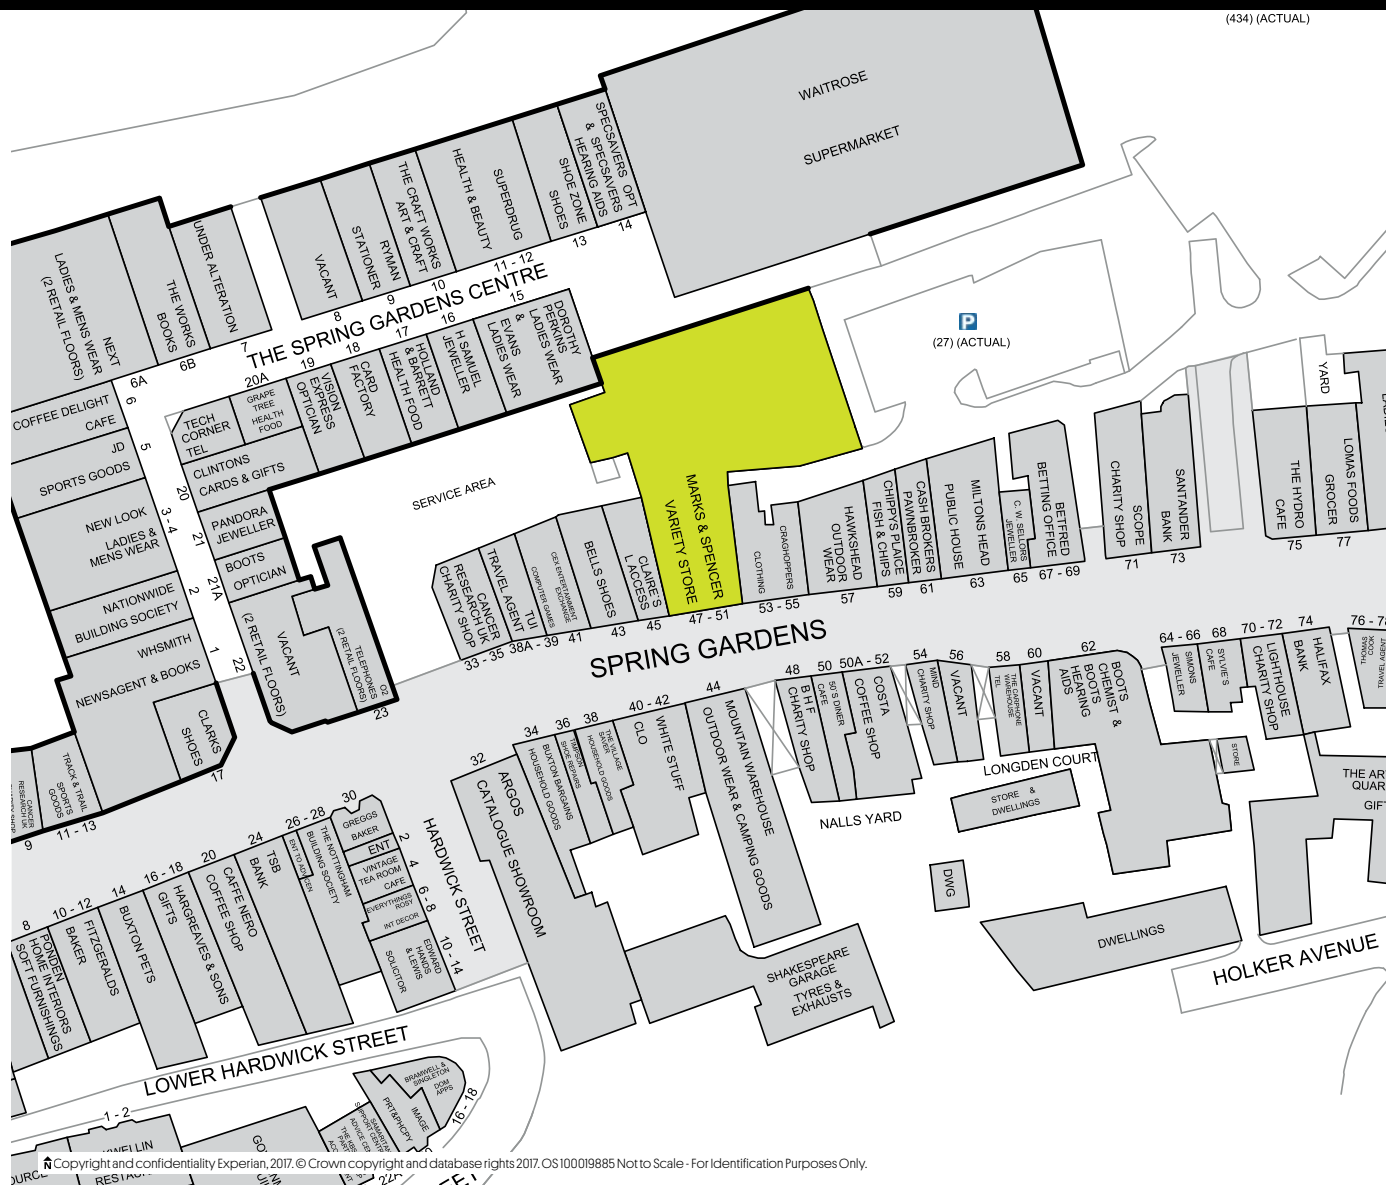 (434) (ACTUAL)
WAITROSE
SUPERMARKET
SPECSAVERS OPT
& SPECSAVERS
HEARING AIDS
14
SHOE ZONE
SHOES
13
SUPERDRUG
HEALTH & BEAUTY
11 - 12
THE CRAFT WORKS
ART & CRAFT
10
RYMAN
STATIONER
9
VACANT
8
UNDER ALTERATION
7
THE WORKS
BOOKS
6B
NEXT
LADIES & MENS WEAR
(2 RETAIL FLOORS)
6A
THE SPRING GARDENS CENTRE
P
(27) (ACTUAL)
DOROTHY
PERKINS
LADIES WEAR
&
EVANS
LADIES WEAR
15
H SAMUEL
JEWELLER
16
HOLLAND
& BARRETT
HEALTH FOOD
17
CARD
FACTORY
18
VISION
EXPRESS
OPTICIAN
19
GRAPE
TREE
HEALTH
FOOD
20A
TECH
CORNER
TEL
CLINTONS
CARDS & GIFTS
20
PANDORA
JEWELLER
21
BOOTS
OPTICIAN
21A
VACANT
(2 RETAIL FLOORS)
22
O2
TELEPHONES
(2 RETAIL FLOORS)
23
COFFEE DELIGHT
CAFE
6
JD
SPORTS GOODS
5
NEW LOOK
LADIES &
MENS WEAR
3 - 4
NATIONWIDE
BUILDING SOCIETY
2
WHSMITH
NEWSAGENT & BOOKS
1
CLARKS
SHOES
17
TRACK & TRAIL
SPORTS
GOODS
11 - 13
CANCER
RESEARCH UK
9
SERVICE AREA
MARKS & SPENCER
VARIETY STORE
47 - 51
CANCER
RESEARCH UK
CHARITY SHOP
33 - 35
TUI
TRAVEL AGENT
38A - 39
COMPUTER GAMES
CEX ENTERTAINMENT
EXCHANGE
41
BELLS SHOES
43
CLAIRE'S
L ACCESS
45
CLOTHING
CRAGHOPPERS
53 - 55
HAWKSHEAD
OUTDOOR
WEAR
57
CHIPPYS PLAICE
FISH & CHIPS
59
CASH BROKERS
PAWNBROKER
61
MILTONS HEAD
PUBLIC HOUSE
63
C. W. SELLORS
JEWELLER
65
BETFRED
BETTING OFFICE
67 - 69
SCOPE
CHARITY SHOP
71
SANTANDER
BANK
73
THE HYDRO
CAFE
75
YARD
LOMAS FOODS
GROCER
77
SPRING GARDENS
8
PONDEN
HOME INTERIORS
SOFT FURNISHINGS
10 - 12
FITZGERALDS
BAKER
14
BUXTON PETS
16 - 18
HARGREAVES & SONS
GIFTS
20
CAFFE NERO
COFFEE SHOP
24
TSB
BANK
26 - 28
THE NOTTINGHAM
BUILDING SOCIETY
30
GREGGS
BAKER
2
ENT
VINTAGE
TEA ROOM
CAFE
4
EVERYTHINGS
ROSY
INT DECOR
6 - 8
EDWARD
HANDS
& LEWIS
SOLICITOR
10 - 14
HARDWICK STREET
32
ARGOS
CATALOGUE SHOWROOM
34
BUXTON BARGAINS
HOUSEHOLD GOODS
36
TIMPSON
SHOE REPAIRS
38
THE VILLAGE
SAVER
HOUSEHOLD GOODS
40 - 42
WHITE STUFF
CLO
44
MOUNTAIN WAREHOUSE
OUTDOOR WEAR & CAMPING GOODS
48
B H F
CHARITY SHOP
50
50'S DINER
CAFE
50A - 52
COSTA
COFFEE SHOP
54
MIND
CHARITY SHOP
56
VACANT
58
THE CARPHONE
WAREHOUSE
TEL
60
VACANT
62
BOOTS
CHEMIST &
BOOTS
HEARING
AIDS
64 - 66
SIMONS
JEWELLER
68
SYLVIE'S
CAFE
70 - 72
LIGHTHOUSE
CHARITY SHOP
74
HALIFAX
BANK
THOMAS
COOK
TRAVEL AGENT
STORE
LONGDEN COURT
STORE &
DWELLINGS
NALLS YARD
DWG
DWELLINGS
HOLKER AVENUE
SHAKESPEARE
GARAGE
TYRES &
EXHAUSTS
LOWER HARDWICK STREET
BRAMWELL &
SINGLETON
DOM
APPS
16 - 18
IMAGE
PRT&PHCPY
1 - 2
22A
Copyright and confidentiality Experian, 2017. © Crown copyright and database rights 2017. OS 100019885 Not to Scale - For Identification Purposes Only.